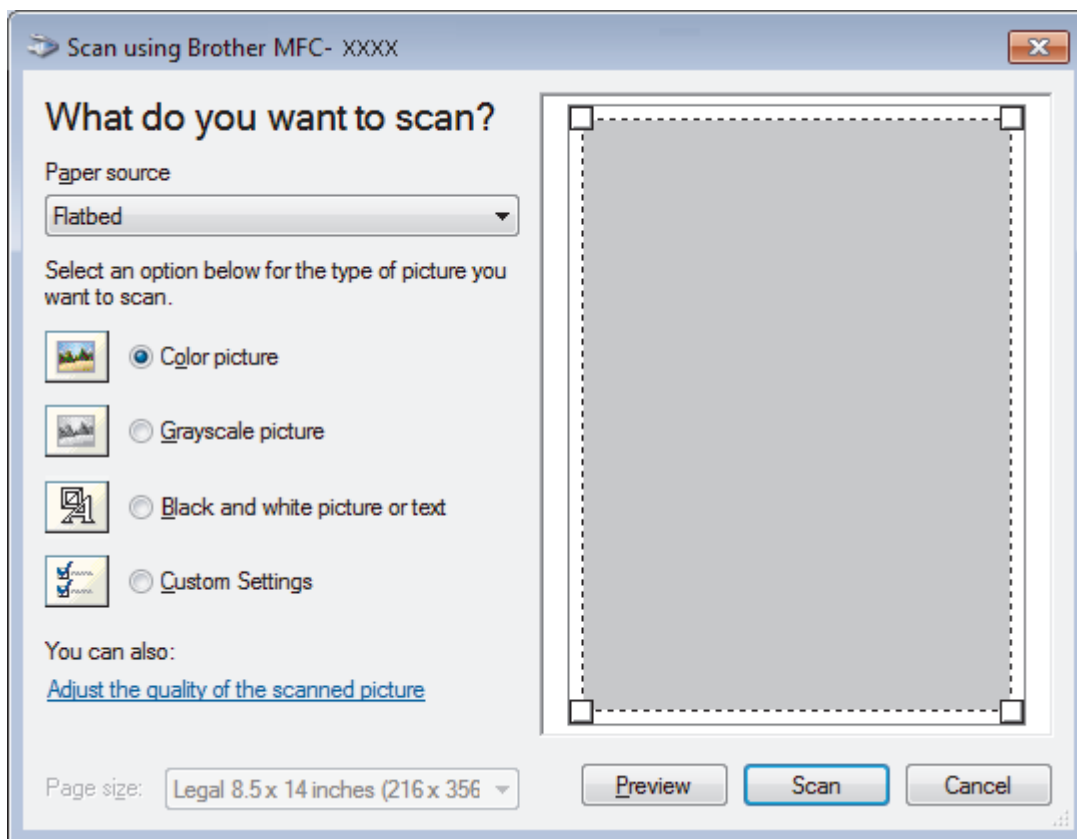 Scan using Brother MFC- XXXX
What do you want to scan?
Paper source
Flatbed
Select an option below for the type of picture you
want to scan.
Color picture
Grayscale picture
Black and white picture or text
Custom Settings
You can also:
Adjust the quality of the scanned picture
Page size: Legal 8.5 x 14 inches (216 x 356
Preview Scan Cancel